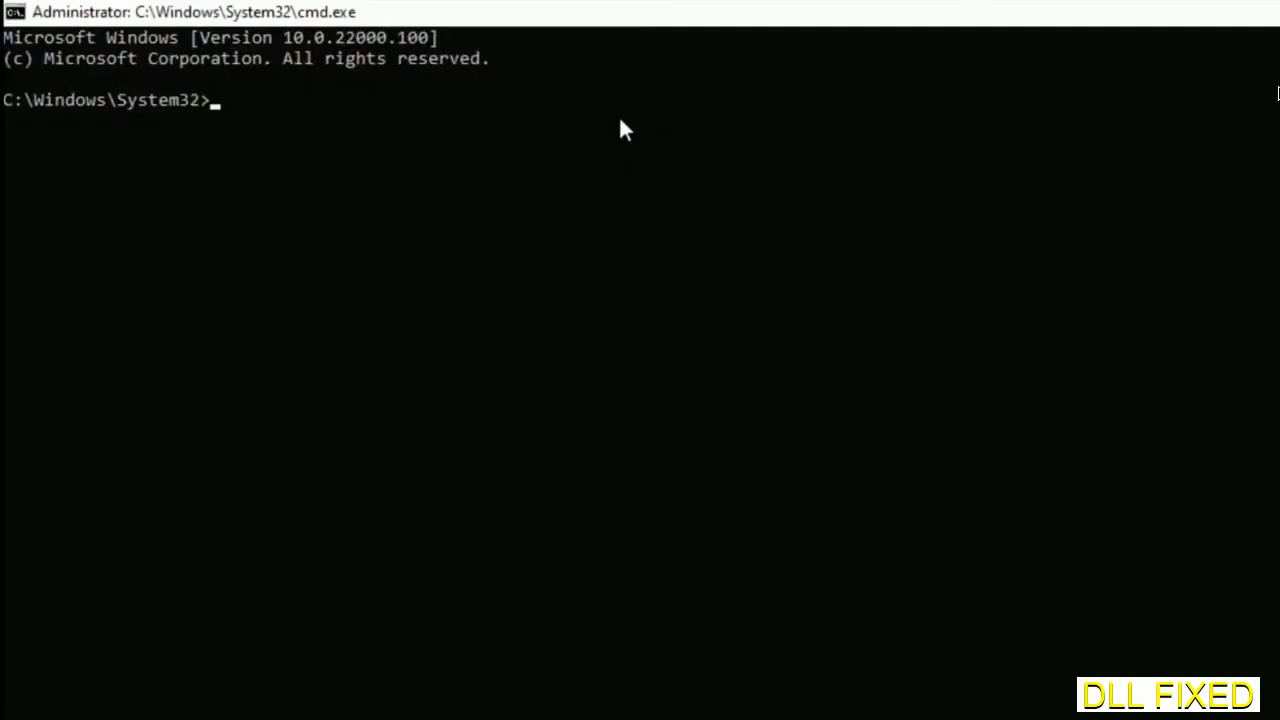 Administrator: C:\Windows\System32\cmd.exe
Microsoft Windows [Version 10.0.22000.100]
(c) Microsoft Corporation. All rights reserved.
C:\Windows\System32>
DLL FIXED